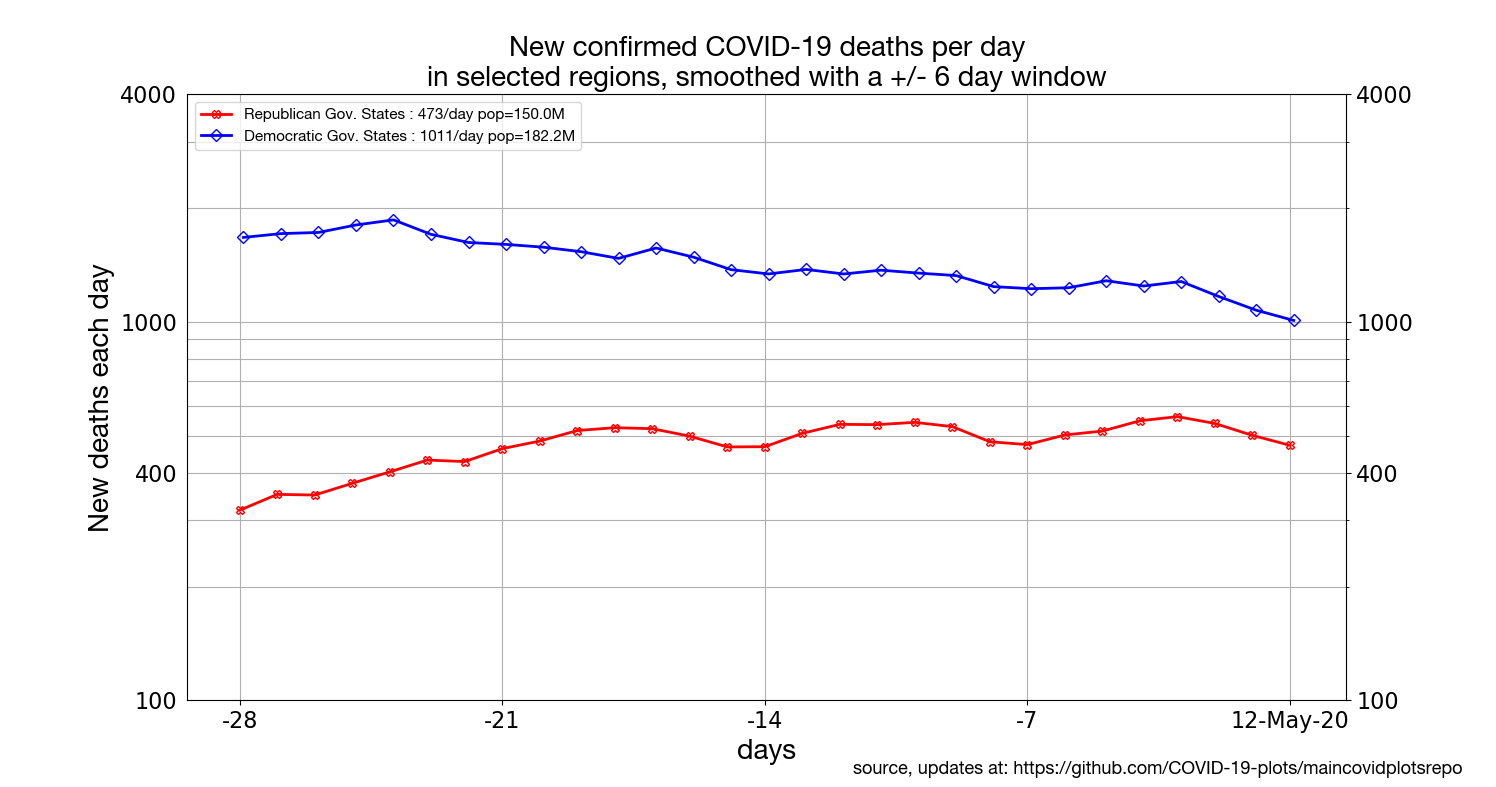 New confirmed COVID-19 deaths per day
in selected regions, smoothed with a +/- 6 day window
4000
4000
Republican Gov. States : 473/day pop=150.0M
Democratic Gov. States : 1011/day pop=182.2M
1000
1000
New deaths each day
400
400
100
100
-28
-21
-14
-7
12-May-20
days
source, updates at: https://github.com/COVID-19-plots/maincovidplotsrepo